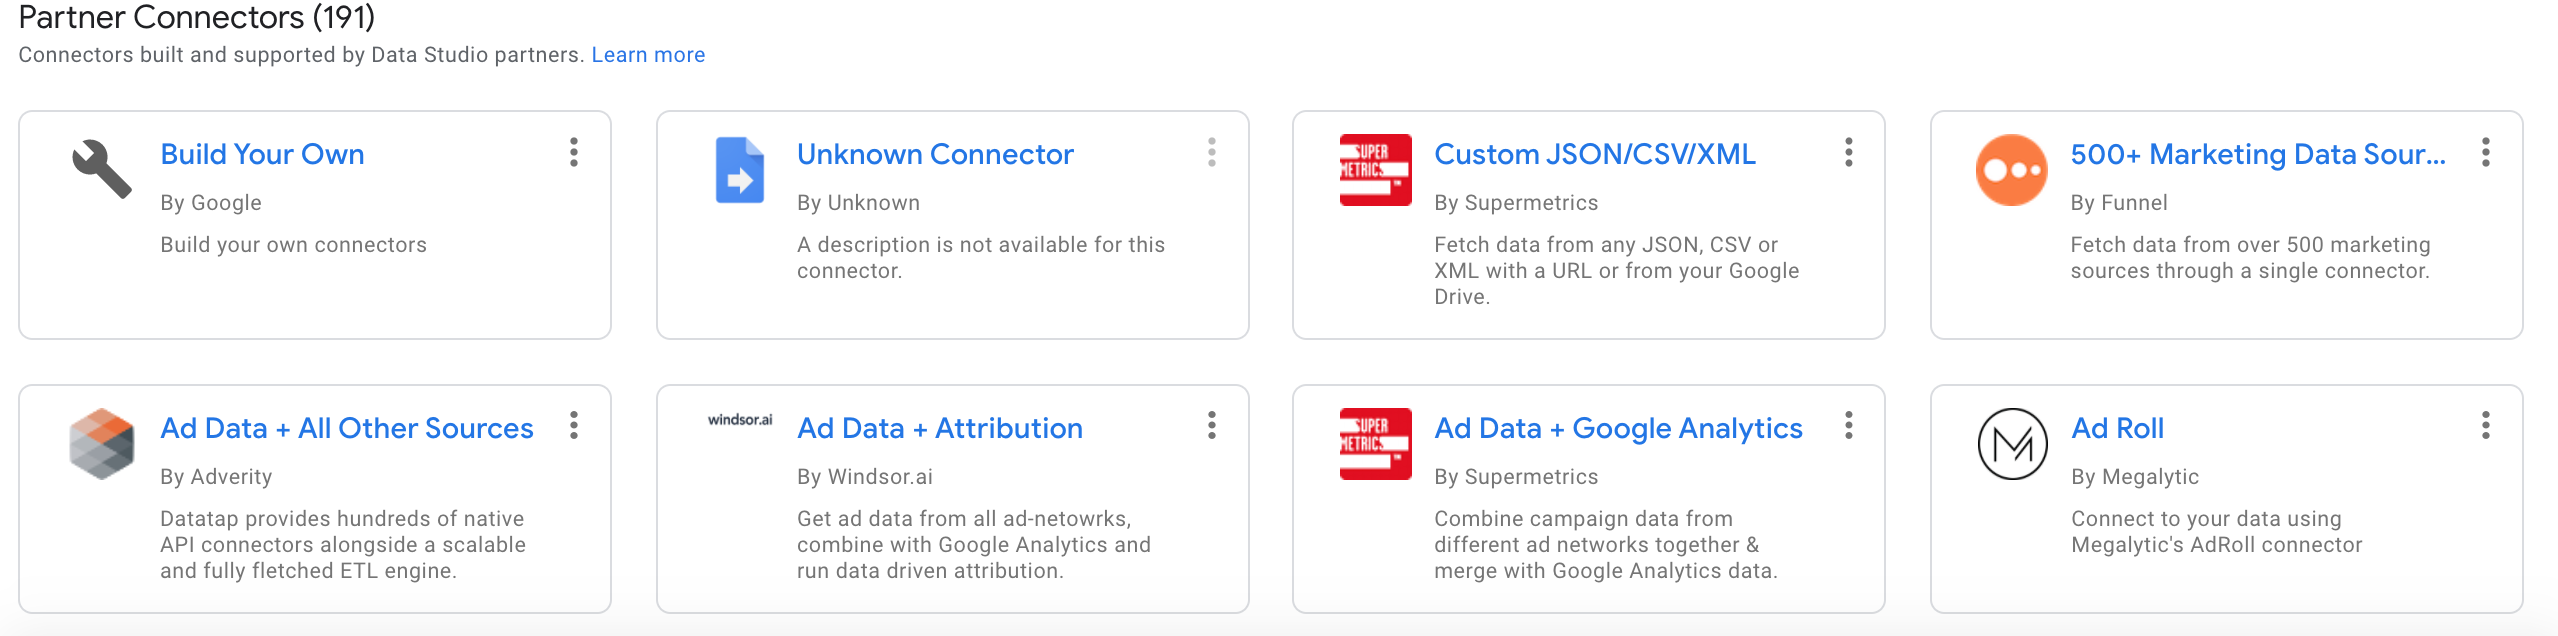 Partner Connectors (191)
Connectors built and supported by Data Studio partners. Learn more
Build Your Own
By Google
Build your own connectors
Unknown Connector
By Unknown
A description is not available for this
connector.
SUPER
METRICS
Custom JSON/CSV/XML
By Supermetrics
Fetch data from any JSON, CSV or
XML with a URL or from your Google
Drive.
500+ Marketing Data Sour...
By Funnel
Fetch data from over 500 marketing
sources through a single connector.
Ad Data + All Other Sources
By Adverity
Datatap provides hundreds of native
API connectors alongside a scalable
and fully fletched ETL engine.
windsor.ai
Ad Data + Attribution
By Windsor.ai
Get ad data from all ad-netowrks,
combine with Google Analytics and
run data driven attribution.
SUPER
METRICS
Ad Data + Google Analytics
By Supermetrics
Combine campaign data from
different ad networks together &
merge with Google Analytics data.
M
Ad Roll
By Megalytic
Connect to your data using
Megalytic's AdRoll connector